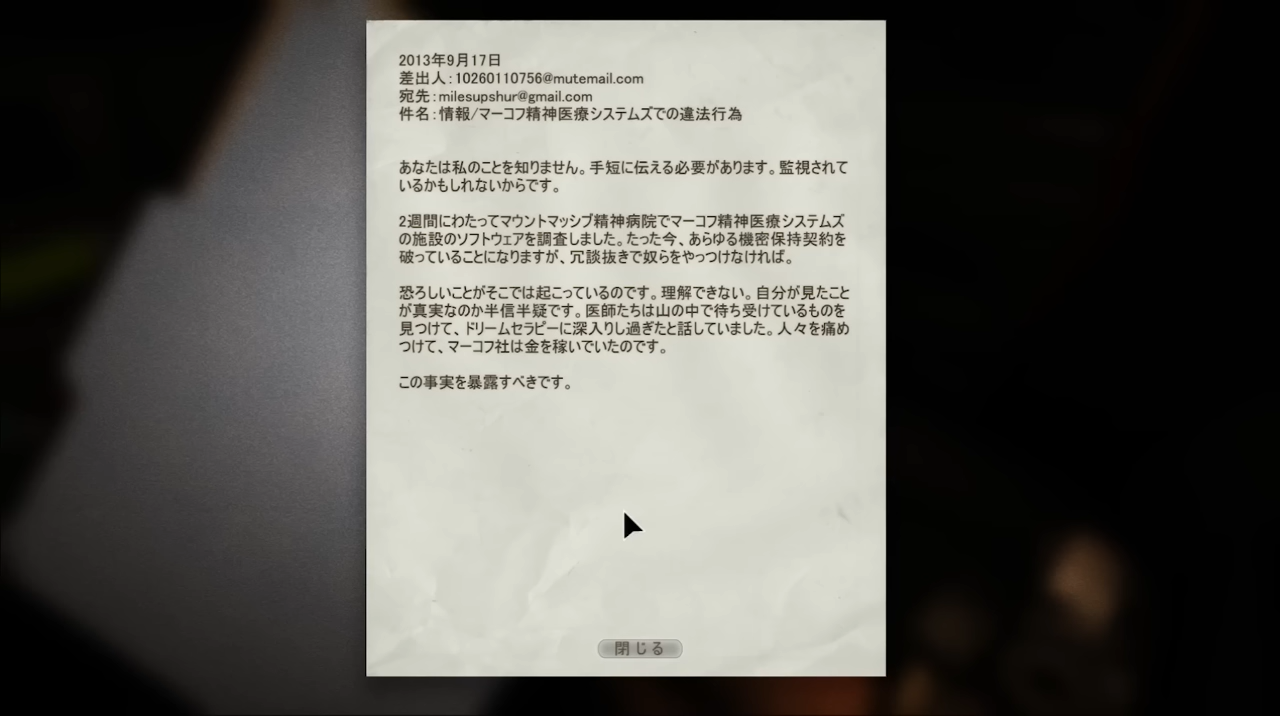 2013年9月17日
差出人：10260110756@mutemail.com
宛先：milesupshur@gmail.com
件名：情報/マーコフ精神医療システムズでの違法行為
あなたは私のことを知りません。手短に伝える必要があります。監視されて
いるかもしれないからです。
2週間にわたってマウントマッシブ精神病院でマーコフ精神医療システムズ
の施設のソフトウェアを調査しました。たった今、あらゆる機密保持契約を
破っていることになりますが、冗談抜きで奴らをやっつけなければ。
恐ろしいことがそこでは起こっているのです。理解できない。自分が見たこと
が真実なのか半信半疑です。医師たちは山の中で待ち受けているものを
見つけて、ドリームセラピーに深入りし過ぎたと話していました。人々を痛め
つけて、マーコフ社は金を稼いでいたのです。
この事実を暴露すべきです。
閉じる